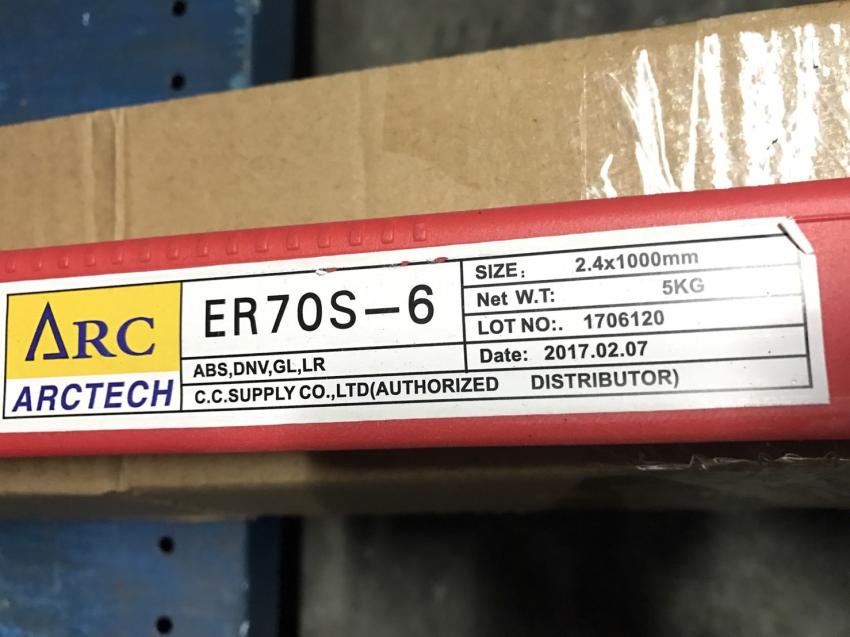 ARC
ARCTECH
ER70S-6
ABS,DNV,GL,LR
C.C.SUPPLY CO.,LTD(AUTHORIZED DISTRIBUTOR)
SIZE: 2.4x1000mm
Net W.T: 5KG
LOT NO:. 1706120
Date: 2017.02.07